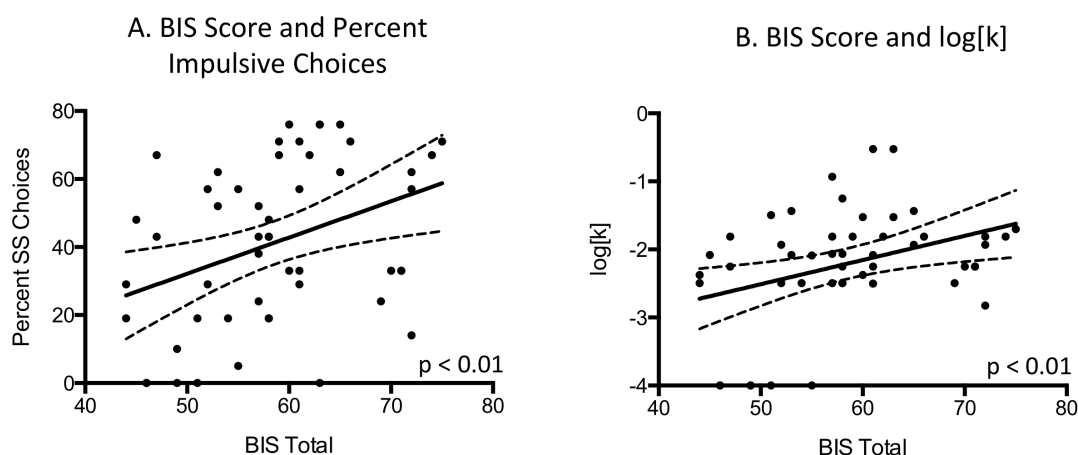 A. BIS Score and Percent
Impulsive Choices
Percent SS Choices
80
60
40
20
0
40 50 60 70 80
p < 0.01
BIS Total
B. BIS Score and log[k]
log[k]
0
-1
-2
-3
-4
40 50 60 70 80
p < 0.01
BIS Total